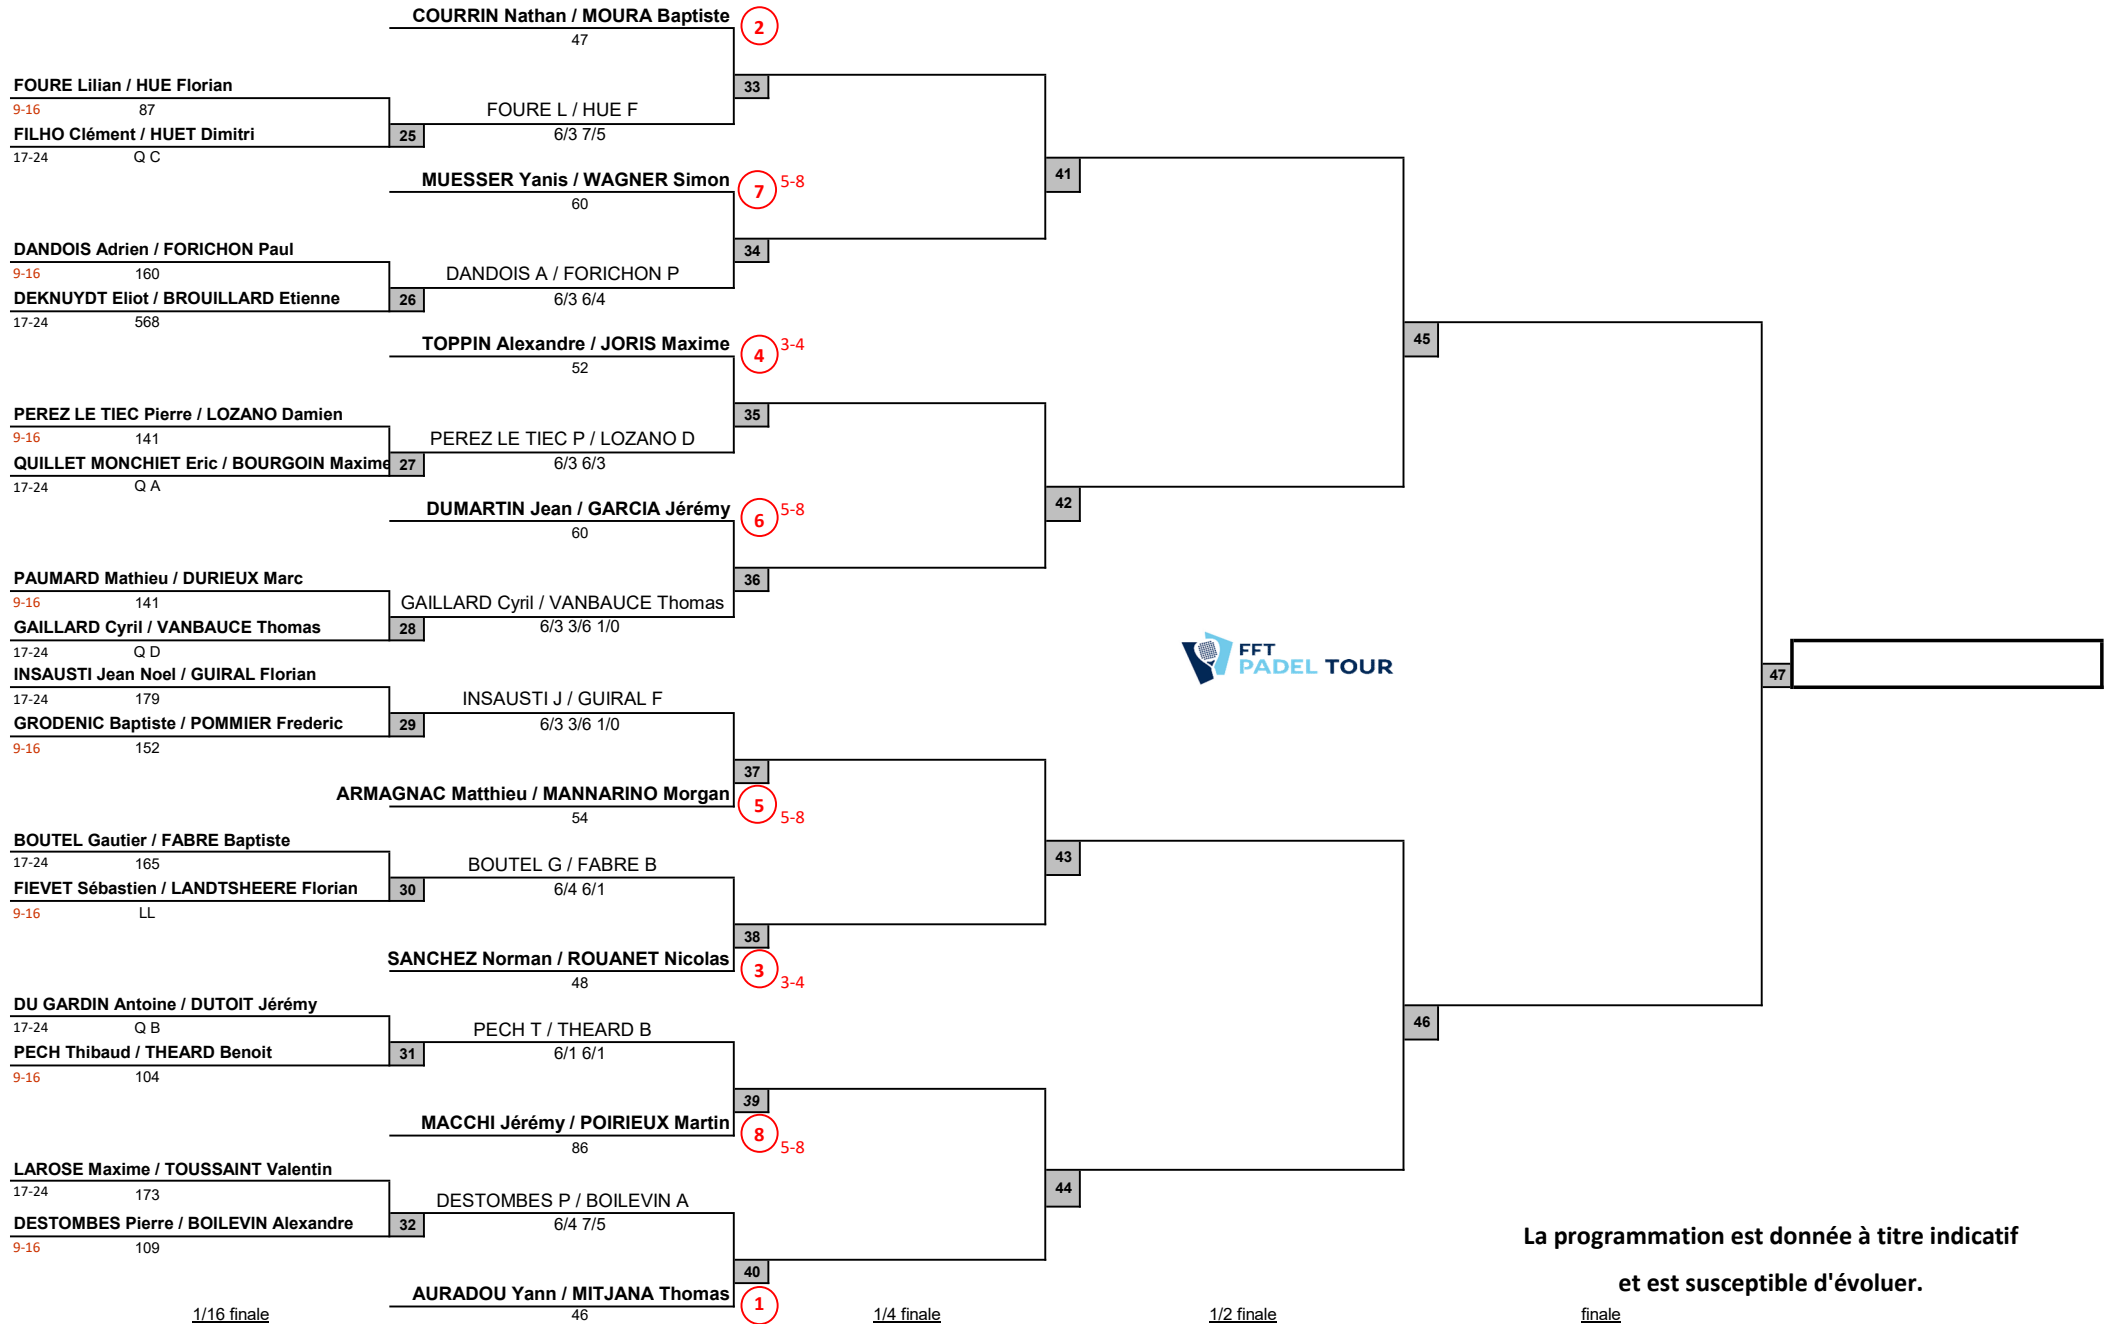 COURRIN Nathan / MOURA Baptiste
2
47
33
FOURE Lilian / HUE Florian
9-16 87
FOURE L / HUE F
FILHO Clément / HUET Dimitri
25
6/3 7/5
17-24 Q C
41
MUESSER Yanis / WAGNER Simon
7
5-8
60
34
DANDOIS Adrien / FORICHON Paul
9-16 160
DANDOIS A / FORICHON P
DEKNUYDT Eliot / BROUILLARD Etienne
26
6/3 6/4
17-24 568
TOPPIN Alexandre / JORIS Maxime
4
3-4
45
52
35
PEREZ LE TIEC Pierre / LOZANO Damien
9-16 141
PEREZ LE TIEC P / LOZANO D
QUILLET MONCHIET Eric / BOURGOIN Maxime
27
6/3 6/3
17-24 Q A
42
DUMARTIN Jean / GARCIA Jérémy
6
5-8
60
36
PAUMARD Mathieu / DURIEUX Marc
9-16 141
GAILLARD Cyril / VANBAUCE Thomas
GAILLARD Cyril / VANBAUCE Thomas
28
6/3 3/6 1/0
17-24 Q D
FFT
PADEL TOUR
47
INSAUSTI Jean Noel / GUIRAL Florian
17-24 179
INSAUSTI J / GUIRAL F
GRODENIC Baptiste / POMMIER Frederic
29
6/3 3/6 1/0
9-16 152
37
ARMAGNAC Matthieu / MANNARINO Morgan
5
5-8
54
BOUTEL Gautier / FABRE Baptiste
17-24 165
BOUTEL G / FABRE B
43
FIEVET Sébastien / LANDTSHEERE Florian
30
6/4 6/1
9-16 LL
38
SANCHEZ Norman / ROUANET Nicolas
3
3-4
48
DU GARDIN Antoine / DUTOIT Jérémy
17-24 Q B
PECH T / THEARD B
46
PECH Thibaud / THEARD Benoit
31
6/1 6/1
9-16 104
39
MACCHI Jérémy / POIRIEUX Martin
8
5-8
86
LAROSE Maxime / TOUSSAINT Valentin
17-24 173
DESTOMBES P / BOILEVIN A
44
DESTOMBES Pierre / BOILEVIN Alexandre
32
6/4 7/5
9-16 109
40
AURADOU Yann / MITJANA Thomas
1
46
La programmation est donnée à titre indicatif
et est susceptible d'évoluer.
1/16 finale
1/4 finale
1/2 finale
finale